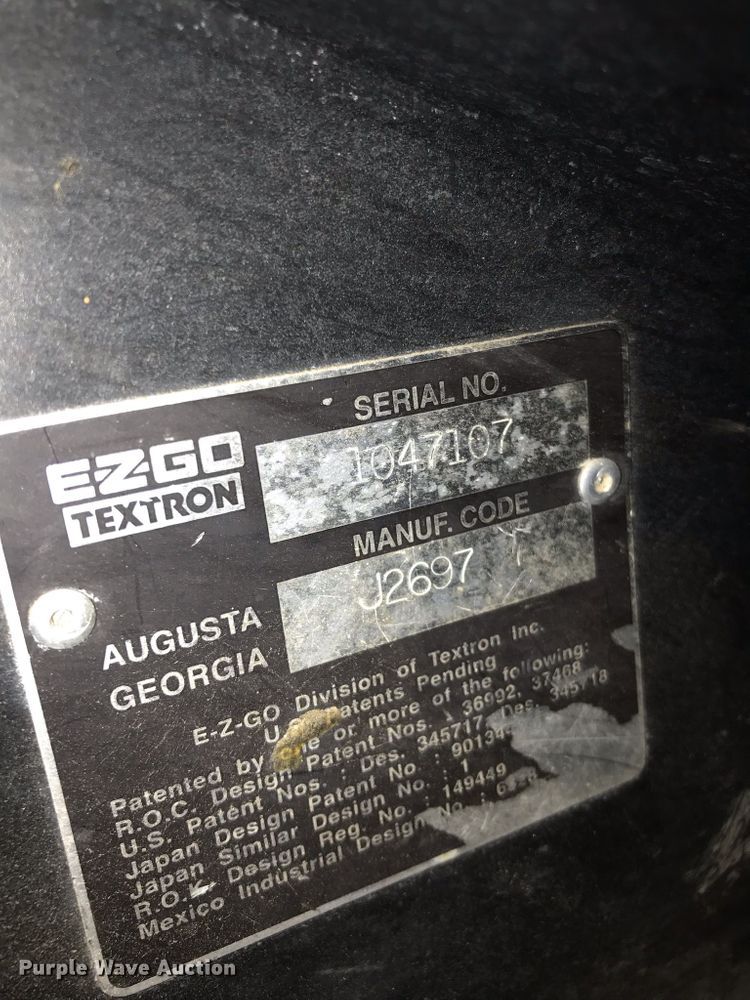 E-Z-GO
TEXTRON
SERIAL NO.
1047107
MANUF. CODE
J2697
AUGUSTA
GEORGIA
E-Z-GO Division of Textron Inc.
Patents Pending
Patented by or more of the following:
R.O.C. Design Patent Nos. 36992, 37468
U.S. Patent Nos.: Des. 345717, Des. 345718
Japan Design Patent No.:
Japan Similar Design No.: 1
R.O.K. Design Reg. No.: 149449
Mexico Industrial Design No.:
Purple Wave Auction